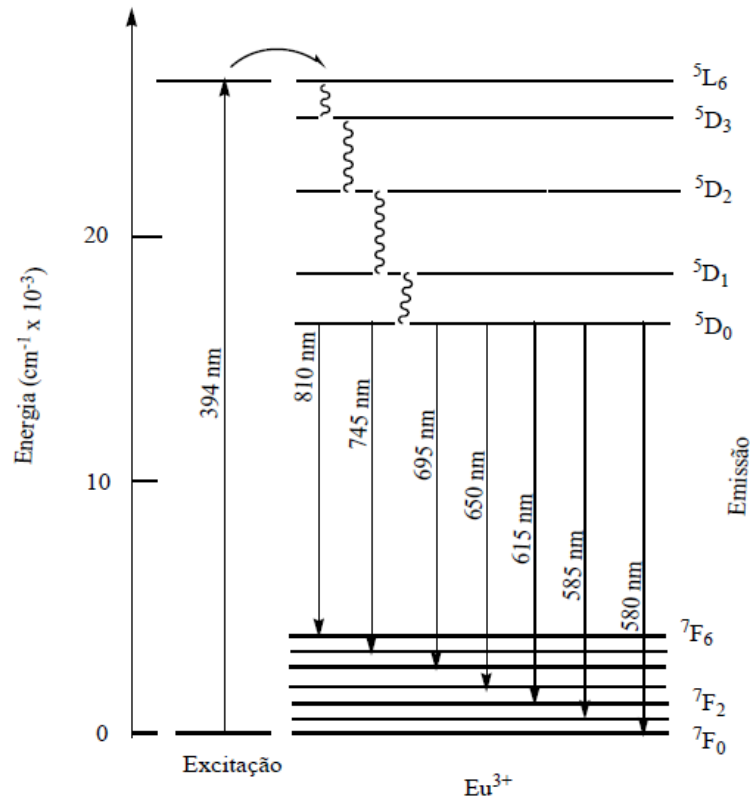 ⁵L₆
⁵D₃
⁵D₂
20
⁵D₁
⁵D₀
Energia (cm⁻¹ x 10⁻³)
394 nm
810 nm
745 nm
695 nm
650 nm
615 nm
585 nm
580 nm
Emissão
10
⁷F₆
⁷F₂
0
⁷F₀
Excitação
Eu³⁺